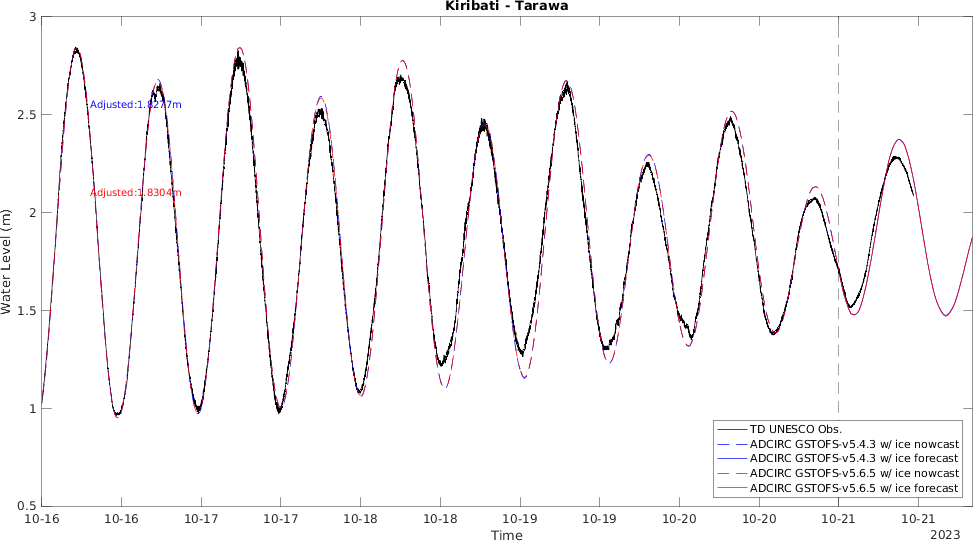 Kiribati - Tarawa
3
2.5
2
1.5
1
0.5
Water Level (m)
Adjusted:1.8277m
Adjusted:1.8304m
TD UNESCO Obs.
ADCIRC GSTOFS-v5.4.3 w/ ice nowcast
ADCIRC GSTOFS-v5.4.3 w/ ice forecast
ADCIRC GSTOFS-v5.6.5 w/ ice nowcast
ADCIRC GSTOFS-v5.6.5 w/ ice forecast
10-16 10-16 10-17 10-17 10-18 10-18 10-19 10-19 10-20 10-20 10-21 10-21
2023
Time